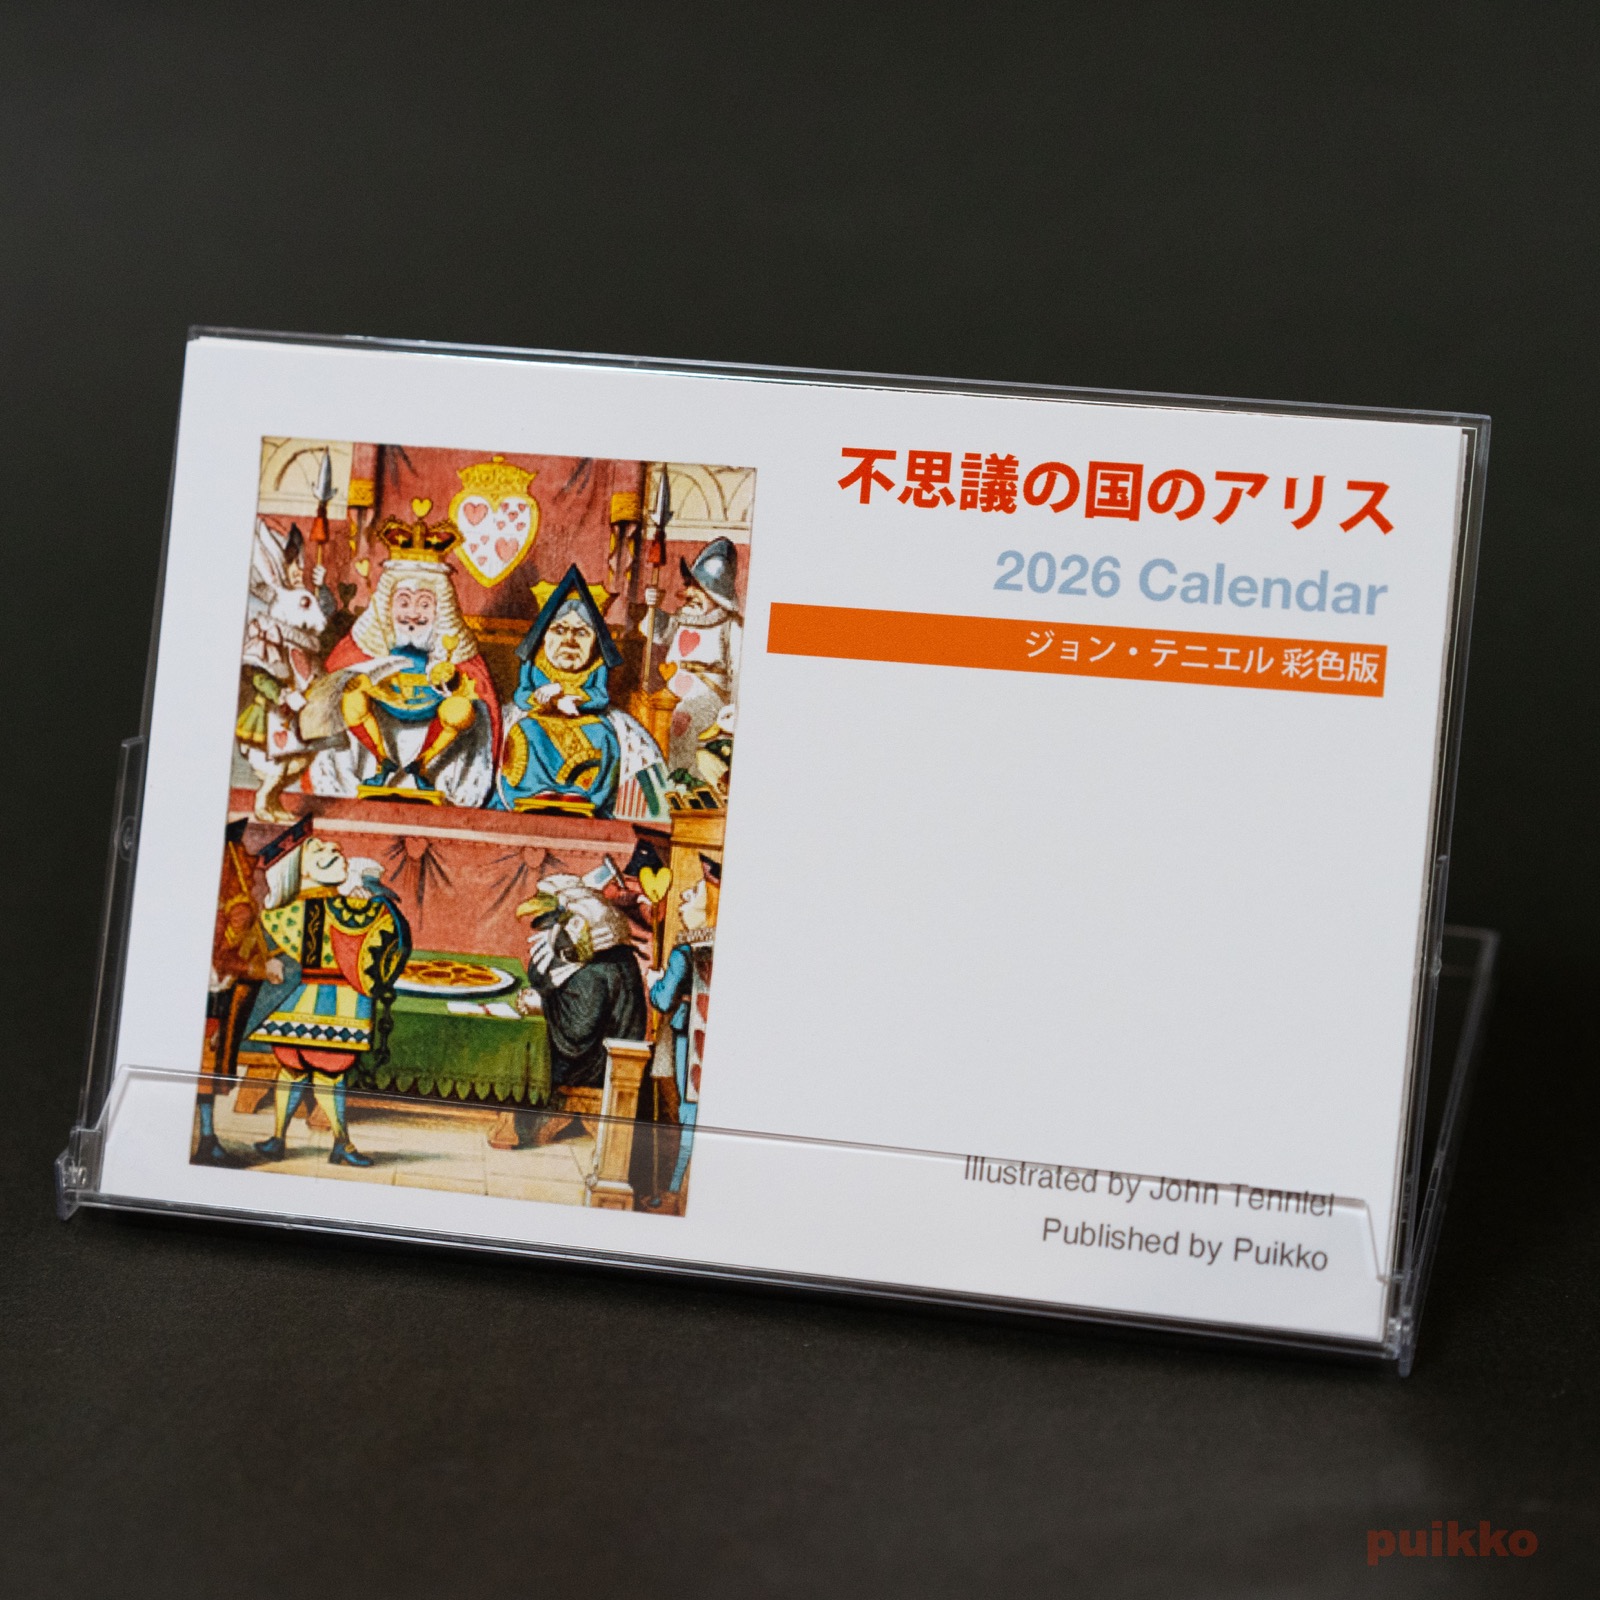 不思議の国のアリス
2026 Calendar
ジョン・テニエル 彩色版
Illustrated by John Tenniel
Published by Puikko
puikko